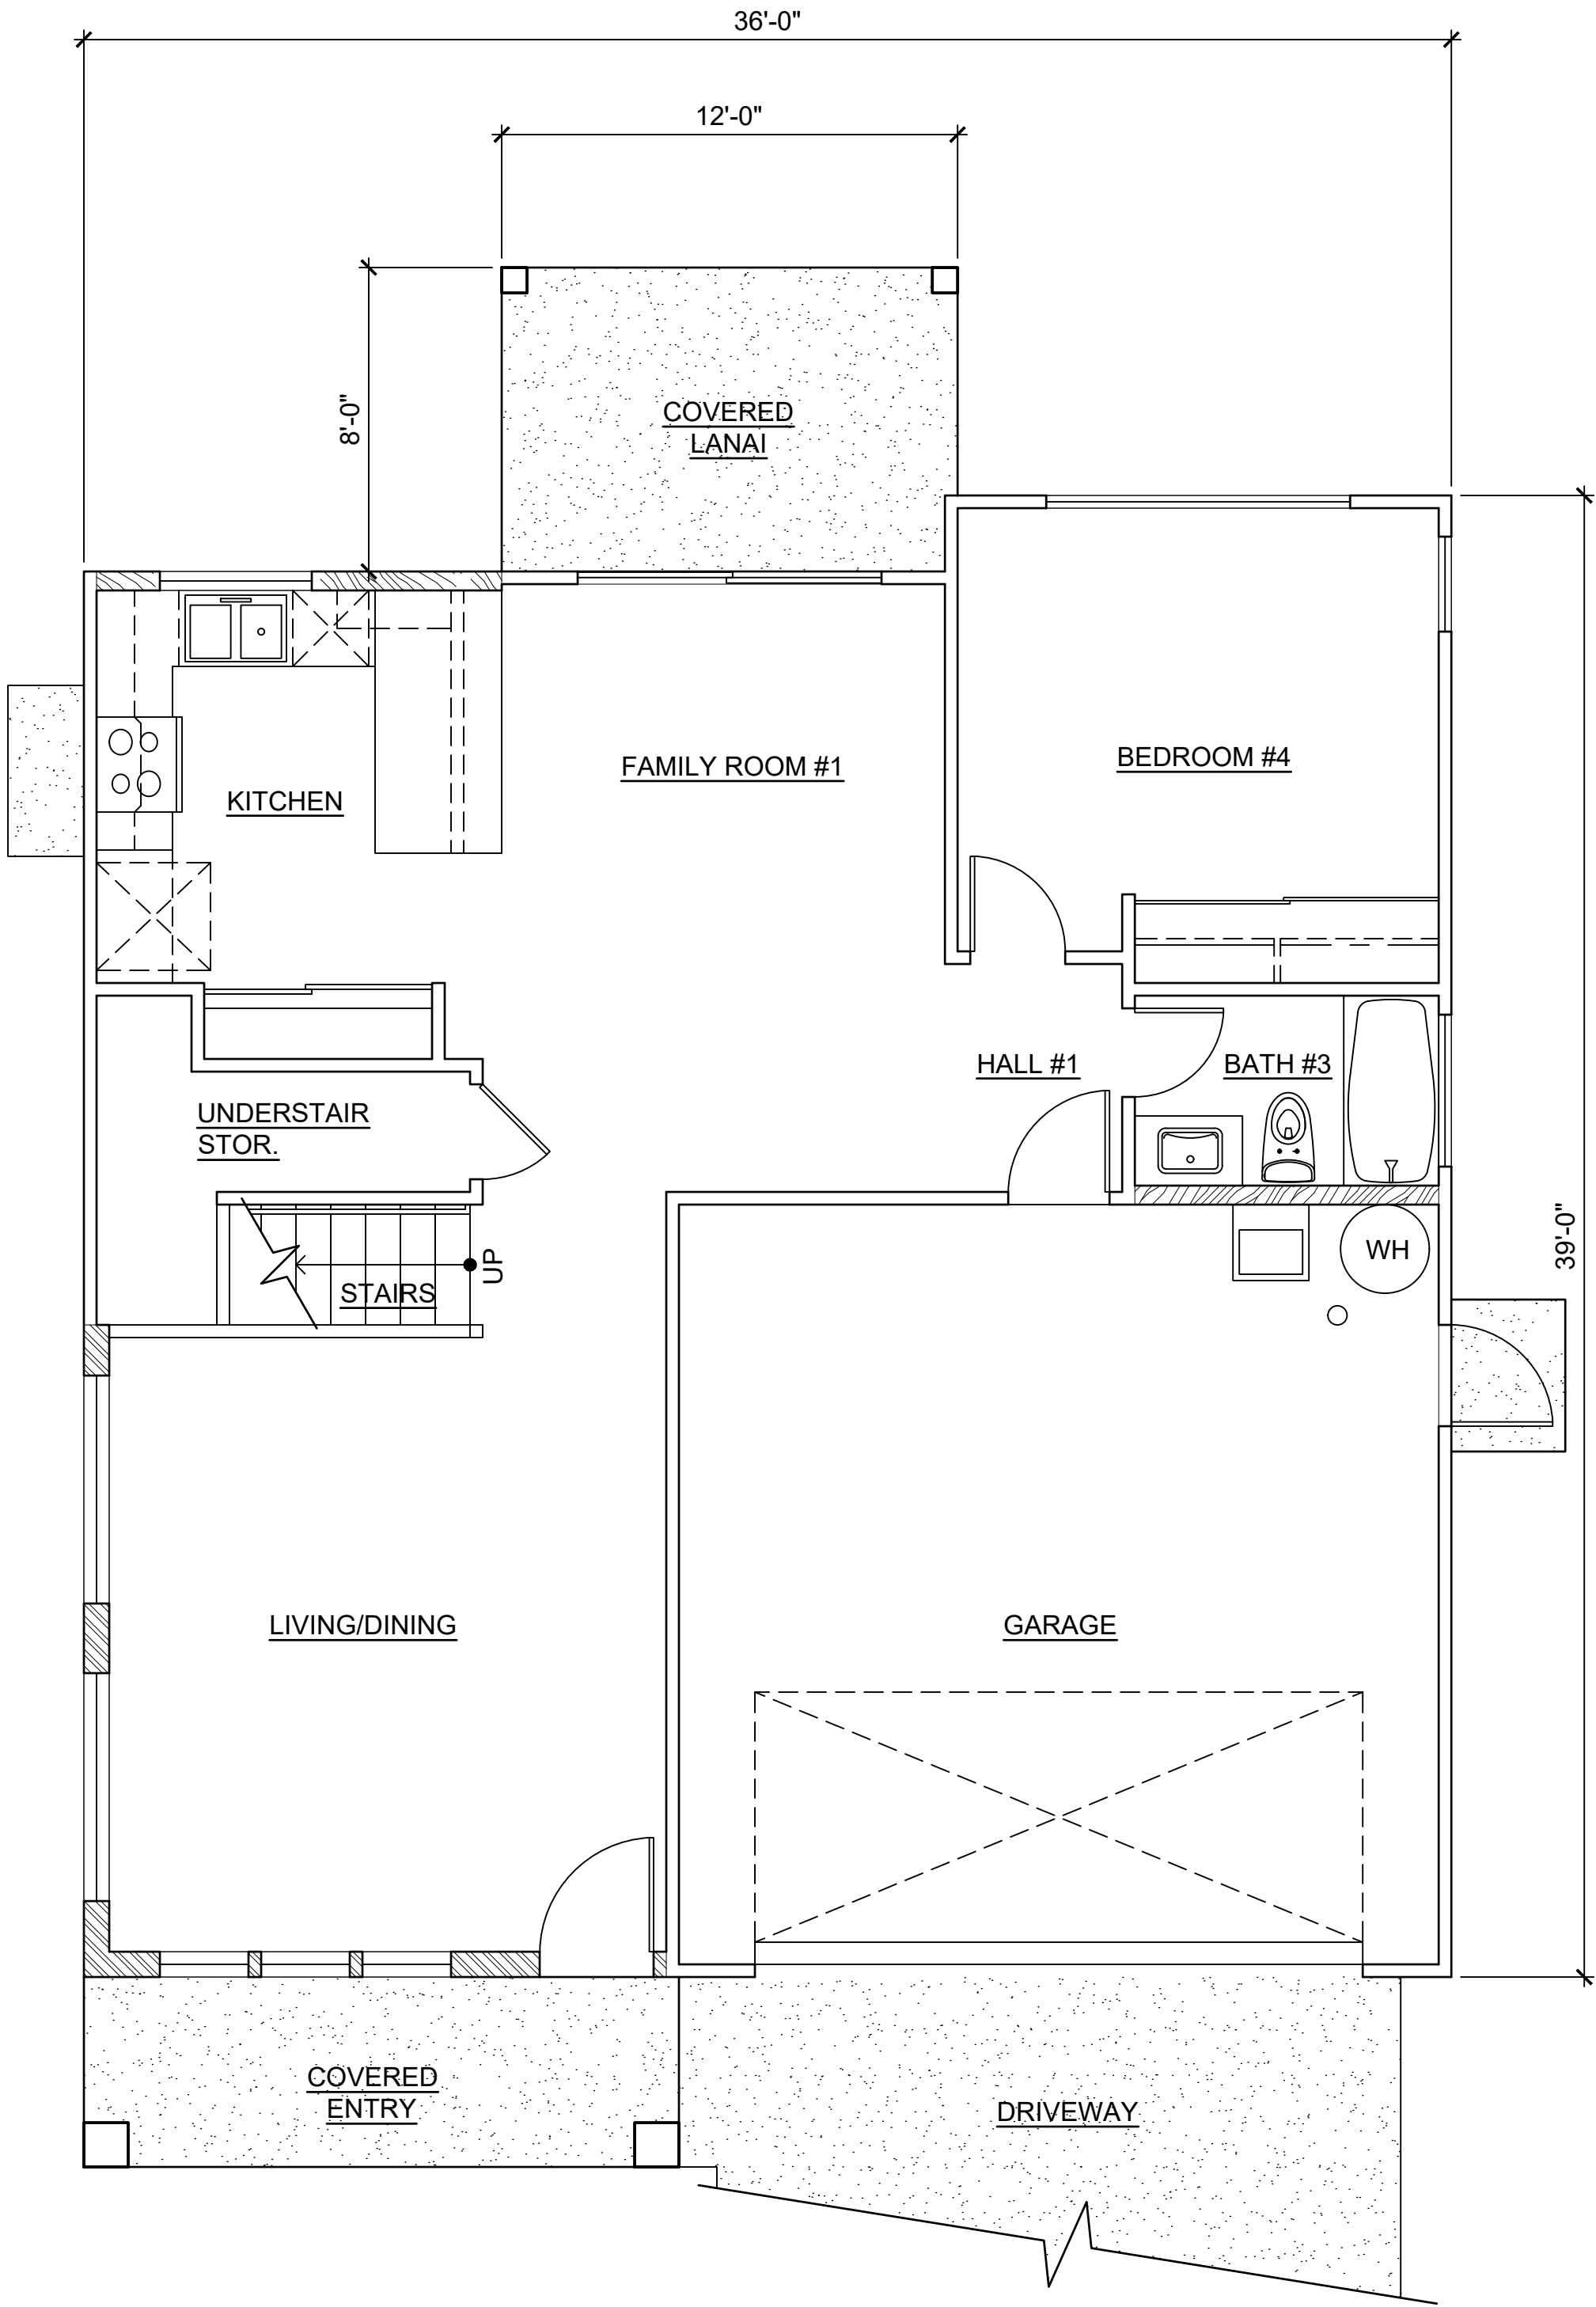 36'-0"
12'-0"
8'-0"
COVERED
LANAI
FAMILY ROOM #1
BEDROOM #4
KITCHEN
HALL #1
BATH #3
UNDERSTAIR
STOR.
UP
STAIRS
WH
39'-0"
LIVING/DINING
GARAGE
COVERED
ENTRY
DRIVEWAY